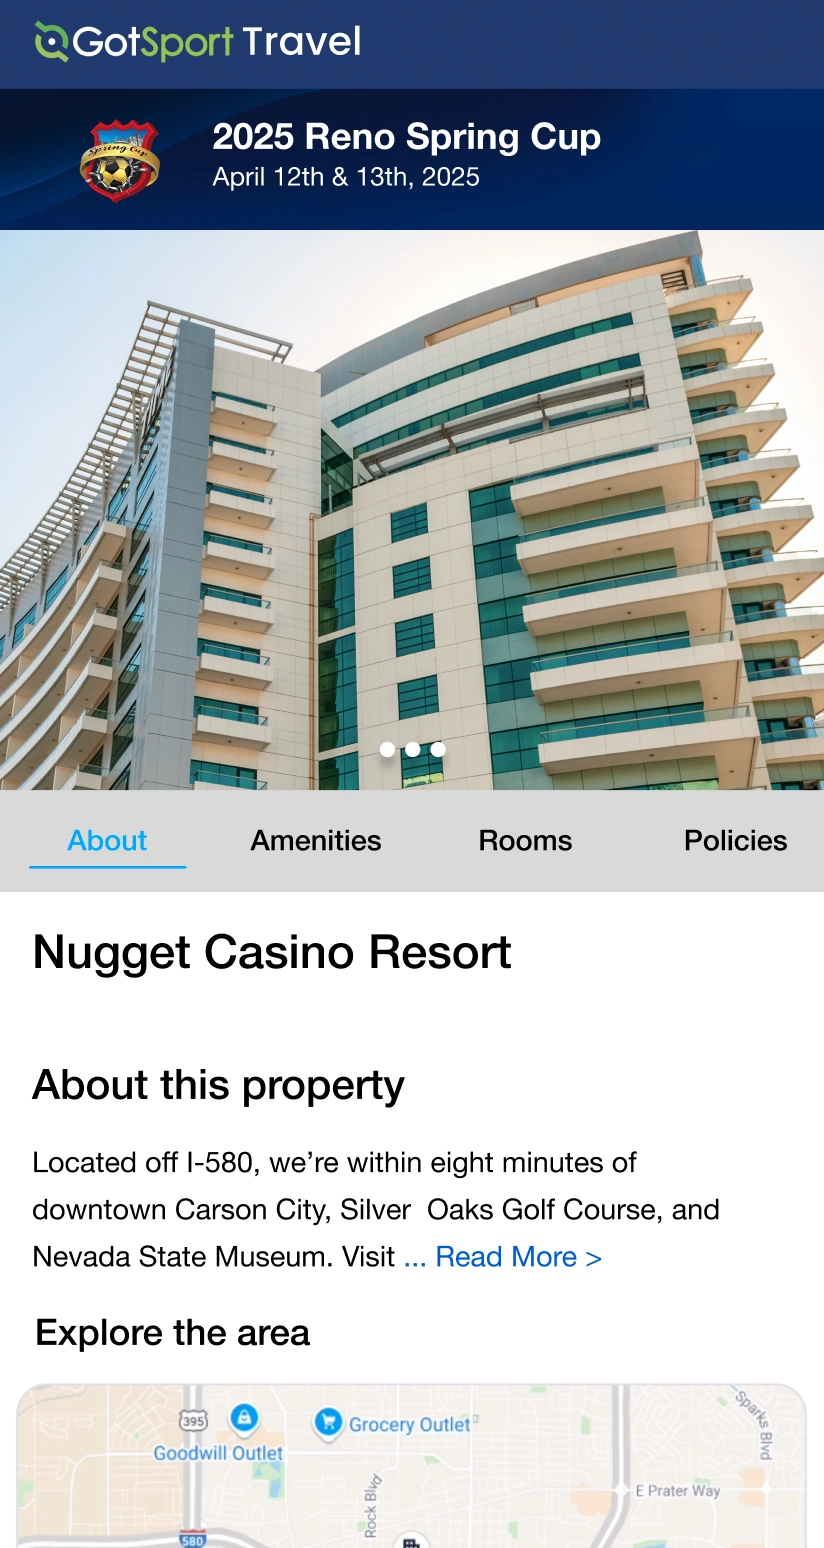 GotSport Travel
Spring Cup
2025 Reno Spring Cup
April 12th & 13th, 2025
About Amenities Rooms Policies
Nugget Casino Resort
About this property
Located off I-580, we’re within eight minutes of
downtown Carson City, Silver  Oaks Golf Course, and
Nevada State Museum. Visit ... Read More >
Explore the area
395
Grocery Outlet
Goodwill Outlet
Sparks Blvd
E Prater Way
Rock Blvd
580